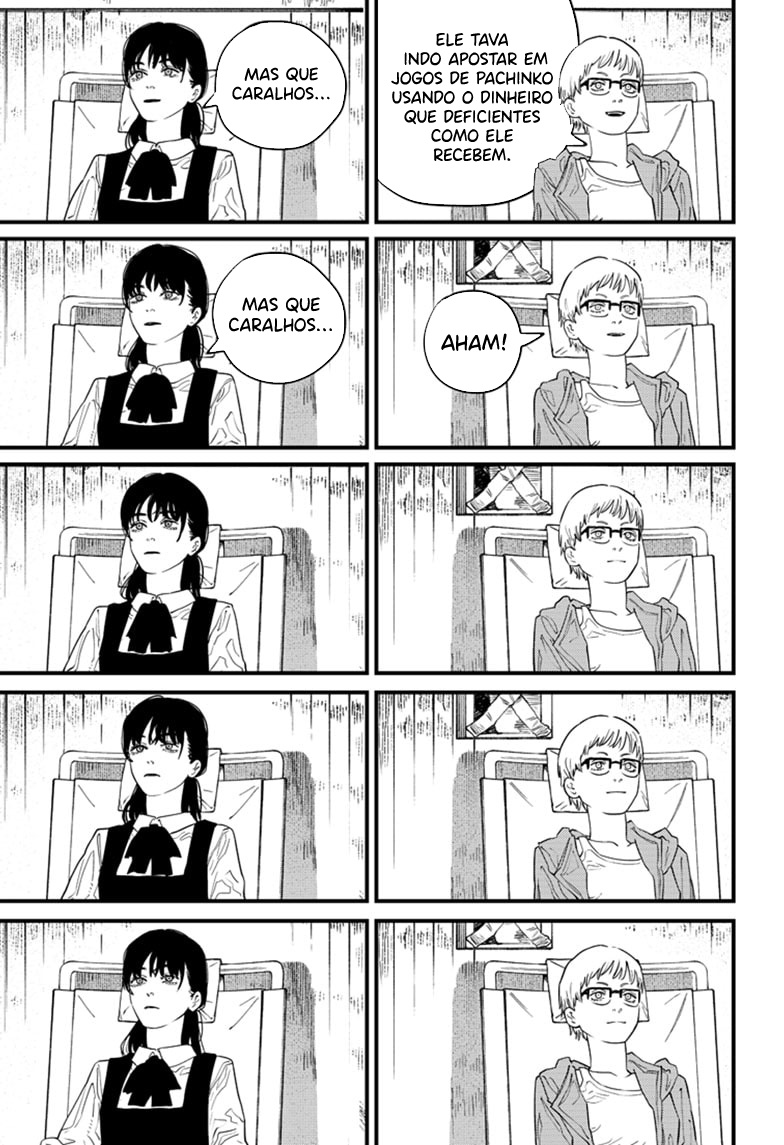 ELE TAVA
INDO APOSTAR EM
JOGOS DE PACHINKO
USANDO O DINHEIRO
QUE DEFICIENTES
COMO ELE
RECEBEM.
MAS QUE
CARALHOS...
AHAM!
MAS QUE
CARALHOS...